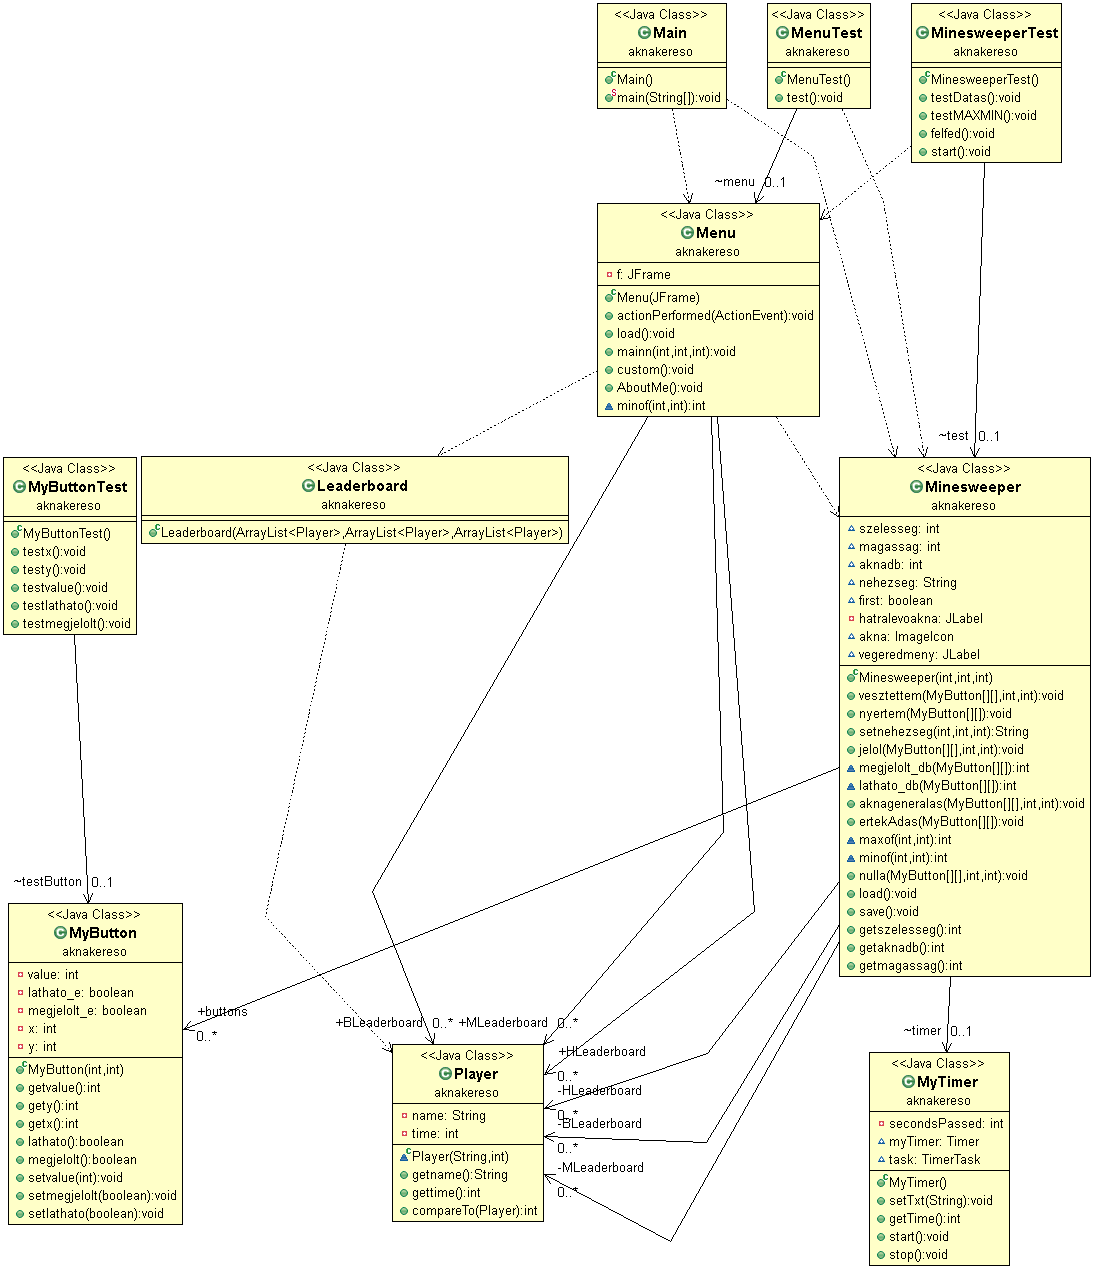 <<Java Class>>
Main
aknakereso
Main()
main(String[]):void
<<Java Class>>
MenuTest
aknakereso
MenuTest()
test():void
<<Java Class>>
MinesweeperTest
aknakereso
MinesweeperTest()
testDatas():void
testMAXMIN():void
felfed():void
start():void
~menu 0..1
<<Java Class>>
Menu
aknakereso
f: JFrame
Menu(JFrame)
actionPerformed(ActionEvent):void
load():void
mainn(int,int,int):void
custom():void
AboutMe():void
minof(int,int):int
~test 0..1
<<Java Class>>
MyButtonTest
aknakereso
MyButtonTest()
testx():void
testy():void
testvalue():void
testlathato():void
testmegjelolt():void
<<Java Class>>
Leaderboard
aknakereso
Leaderboard(ArrayList<Player>,ArrayList<Player>,ArrayList<Player>)
<<Java Class>>
Minesweeper
aknakereso
szelesseg: int
magassag: int
aknadb: int
nehezseg: String
first: boolean
hatralevoakna: JLabel
akna: ImageIcon
vegeredmeny: JLabel
Minesweeper(int,int,int)
vesztettem(MyButton[][],int,int):void
nyertem(MyButton[][]):void
setnehezseg(int,int,int):String
jelol(MyButton[][],int,int):void
megjelolt_db(MyButton[][]):int
lathato_db(MyButton[][]):int
aknageneralas(MyButton[][],int,int):void
ertekAdas(MyButton[][]):void
maxof(int,int):int
minof(int,int):int
nulla(MyButton[][],int,int):void
load():void
save():void
getszelesseg():int
getaknadb():int
getmagassag():int
~testButton 0..1
<<Java Class>>
MyButton
aknakereso
value: int
lathato_e: boolean
megjelolt_e: boolean
x: int
y: int
MyButton(int,int)
getvalue():int
gety():int
getx():int
lathato():boolean
megjelolt():boolean
setvalue(int):void
setmegjelolt(boolean):void
setlathato(boolean):void
+buttons
0..*
+BLeaderboard 0..*
+MLeaderboard 0..*
+HLeaderboard
0..*
-HLeaderboard
0..*
-BLeaderboard
0..*
-MLeaderboard
0..*
<<Java Class>>
Player
aknakereso
name: String
time: int
Player(String,int)
getname():String
gettime():int
compareTo(Player):int
~timer 0..1
<<Java Class>>
MyTimer
aknakereso
secondsPassed: int
myTimer: Timer
task: TimerTask
MyTimer()
setTxt(String):void
getTime():int
start():void
stop():void